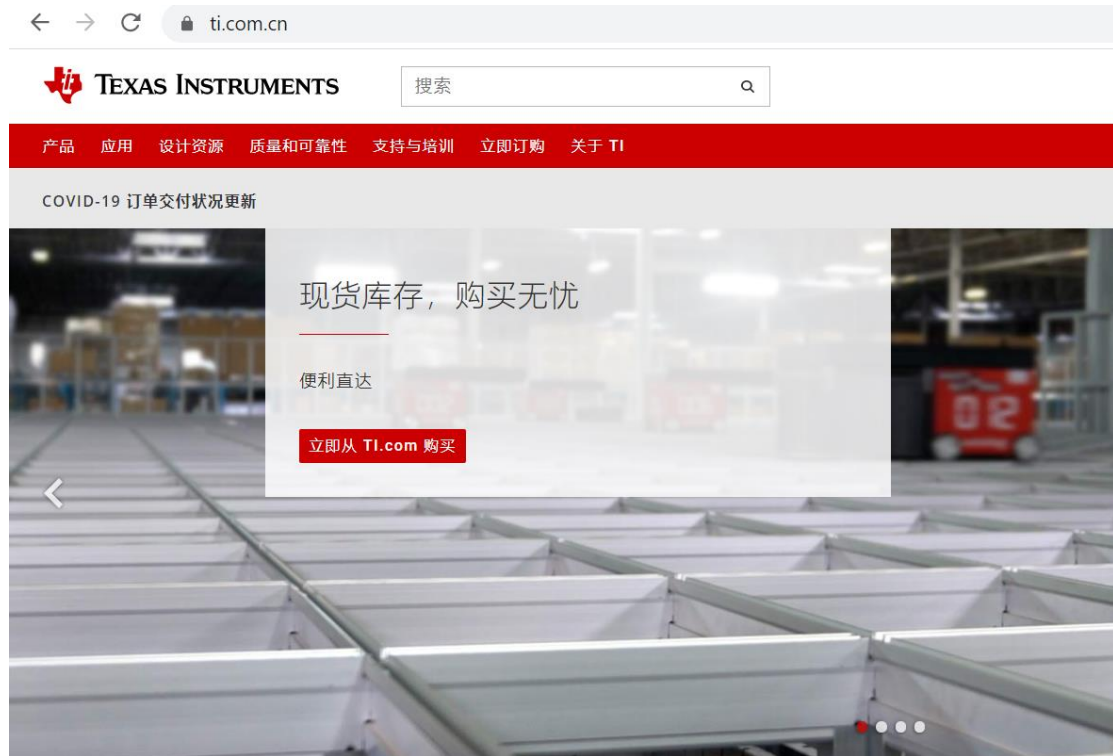 ti.com.cn
TEXAS INSTRUMENTS
搜索
产品 应用 设计资源 质量和可靠性 支持与培训 立即订购 关于 TI
COVID-19 订单交付状况更新
现货库存，购买无忧
便利直达
立即从 TI.com 购买
02